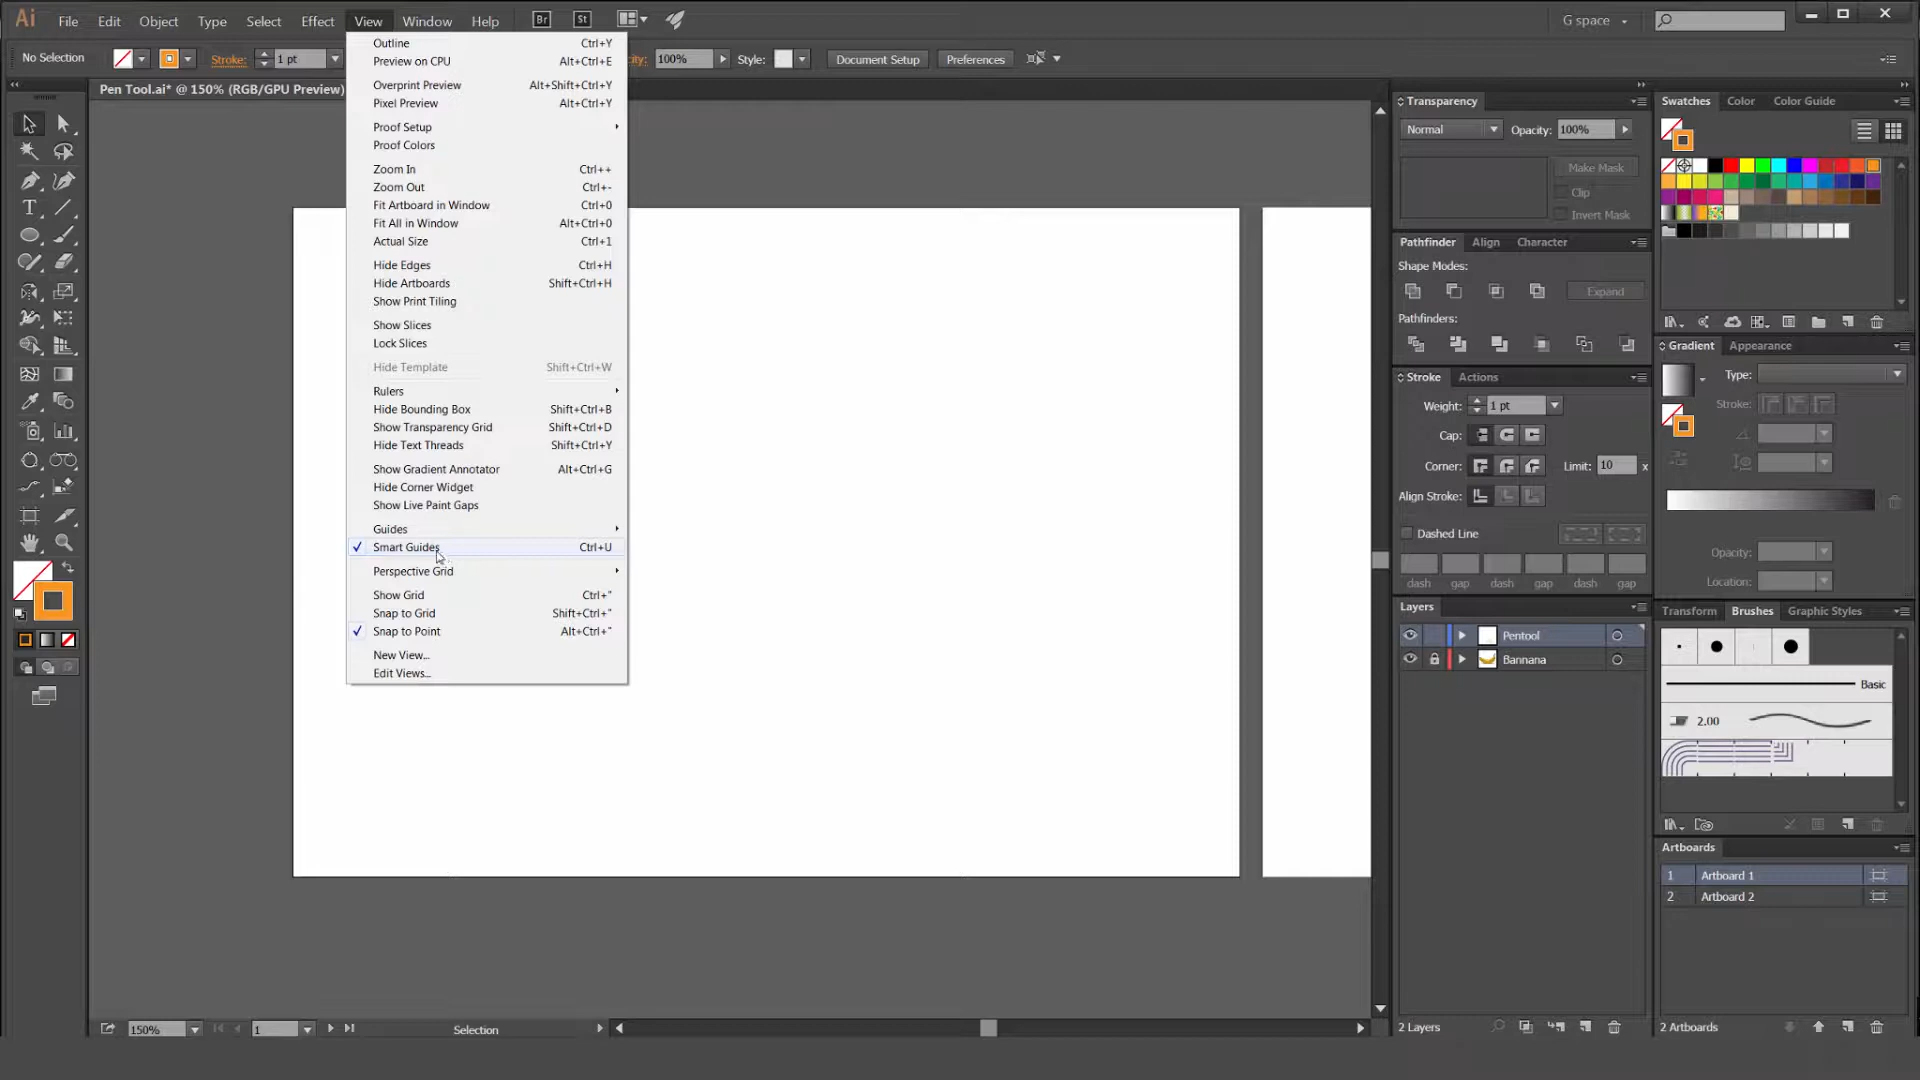 Ai File Edit Object Type Select Effect View Window Help Br St G space
No Selection Stroke: 1 pt 100% Style: Document Setup Preferences
Pen Tool.ai* @ 150% (RGB/GPU Preview)
Outline Ctrl+Y
Preview on CPU Alt+Ctrl+E
Overprint Preview Alt+Shift+Ctrl+Y
Pixel Preview Alt+Ctrl+Y
Proof Setup
Proof Colors
Zoom In Ctrl++
Zoom Out Ctrl+-
Fit Artboard in Window Ctrl+0
Fit All in Window Alt+Ctrl+0
Actual Size Ctrl+1
Hide Edges Ctrl+H
Hide Artboards Shift+Ctrl+H
Show Print Tiling
Show Slices
Lock Slices
Hide Template Shift+Ctrl+W
Rulers
Hide Bounding Box Shift+Ctrl+B
Show Transparency Grid Shift+Ctrl+D
Hide Text Threads Shift+Ctrl+Y
Show Gradient Annotator Alt+Ctrl+G
Hide Corner Widget
Show Live Paint Gaps
Guides
Smart Guides Ctrl+U
Perspective Grid
Show Grid Ctrl+"
Snap to Grid Shift+Ctrl+"
Snap to Point Alt+Ctrl+"
New View...
Edit Views...
Transparency
Normal Opacity: 100%
Make Mask
Clip
Invert Mask
Pathfinder Align Character
Shape Modes:
Expand
Pathfinders:
Stroke Actions
Weight: 1 pt
Cap:
Corner: Limit: 10 x
Align Stroke:
Dashed Line
dash gap dash gap dash gap
Layers
Pentool
Bannana
2 Layers
Swatches Color Color Guide
Gradient Appearance
Type:
Stroke:
Opacity:
Location:
Transform Brushes Graphic Styles
Basic
2.00
Artboards
1 Artboard 1
2 Artboard 2
2 Artboards
150% 1 Selection